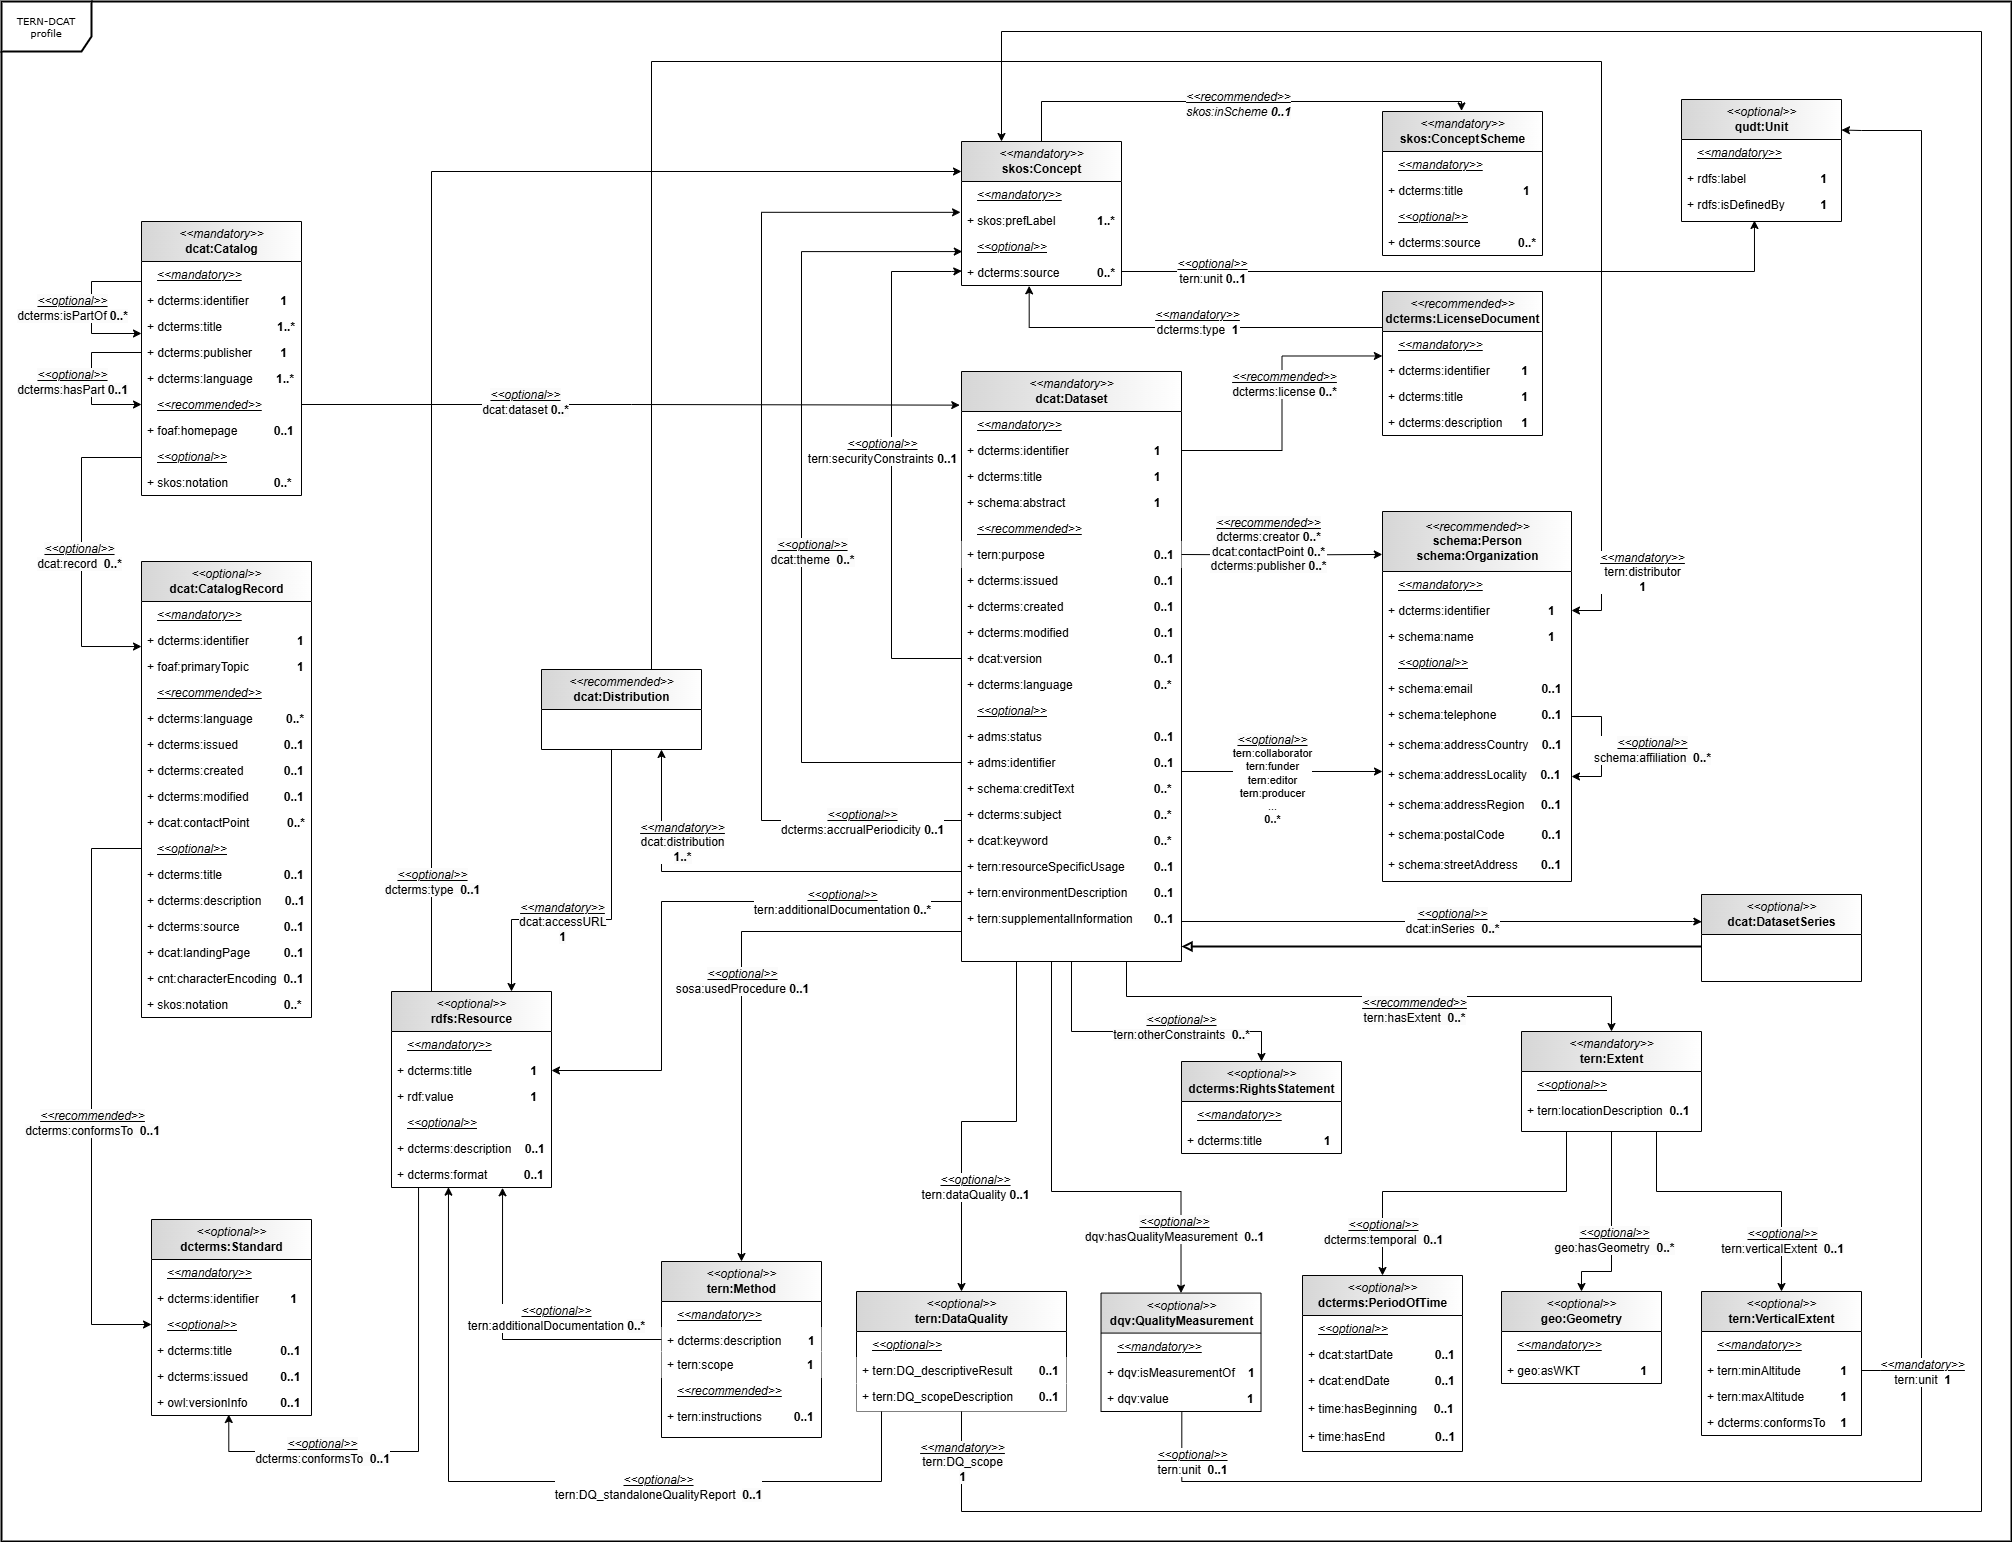 TERN-DCAT
profile
<<recommended>>
skos:inScheme 0..1
<<mandatory>>
skos:ConceptScheme
<<mandatory>>
+ dcterms:title 1
<<optional>>
+ dcterms:source 0..*
<<optional>>
qudt:Unit
<<mandatory>>
+ rdfs:label 1
+ rdfs:isDefinedBy 1
<<mandatory>>
skos:Concept
<<mandatory>>
+ skos:prefLabel 1..*
<<optional>>
+ dcterms:source 0..*
<<optional>>
tern:unit 0..1
<<mandatory>>
dcterms:type 1
<<recommended>>
dcterms:LicenseDocument
<<mandatory>>
+ dcterms:identifier 1
+ dcterms:title 1
+ dcterms:description 1
<<recommended>>
dcterms:license 0..*
<<mandatory>>
dcat:Catalog
<<mandatory>>
+ dcterms:identifier 1
+ dcterms:title 1..*
+ dcterms:publisher 1
+ dcterms:language 1..*
<<recommended>>
+ foaf:homepage 0..1
<<optional>>
+ skos:notation 0..*
<<optional>>
dcterms:isPartOf 0..*
<<optional>>
dcterms:hasPart 0..1
<<optional>>
dcat:dataset 0..*
<<optional>>
dcat:record 0..*
<<optional>>
tern:securityConstraints 0..1
<<optional>>
dcat:theme 0..*
<<optional>>
dcterms:accrualPeriodicity 0..1
<<mandatory>>
dcat:Dataset
<<mandatory>>
+ dcterms:identifier 1
+ dcterms:title 1
+ schema:abstract 1
<<recommended>>
+ tern:purpose 0..1
+ dcterms:issued 0..1
+ dcterms:created 0..1
+ dcterms:modified 0..1
+ dcat:version 0..1
+ dcterms:language 0..*
<<optional>>
+ adms:status 0..1
+ adms:identifier 0..1
+ schema:creditText 0..*
+ dcterms:subject 0..*
+ dcat:keyword 0..*
+ tern:resourceSpecificUsage 0..1
+ tern:environmentDescription 0..1
+ tern:supplementalInformation 0..1
<<recommended>>
dcterms:creator 0..*
dcat:contactPoint 0..*
dcterms:publisher 0..*
<<optional>>
tern:collaborator
tern:funder
tern:editor
tern:producer
...
0..*
<<recommended>>
schema:Person
schema:Organization
<<mandatory>>
+ dcterms:identifier 1
+ schema:name 1
<<optional>>
+ schema:email 0..1
+ schema:telephone 0..1
+ schema:addressCountry 0..1
+ schema:addressLocality 0..1
+ schema:addressRegion 0..1
+ schema:postalCode 0..1
+ schema:streetAddress 0..1
<<mandatory>>
tern:distributor
1
<<optional>>
schema:affiliation 0..*
<<optional>>
dcat:CatalogRecord
<<mandatory>>
+ dcterms:identifier 1
+ foaf:primaryTopic 1
<<recommended>>
+ dcterms:language 0..*
+ dcterms:issued 0..1
+ dcterms:created 0..1
+ dcterms:modified 0..1
+ dcat:contactPoint 0..*
<<optional>>
+ dcterms:title 0..1
+ dcterms:description 0..1
+ dcterms:source 0..1
+ dcat:landingPage 0..1
+ cnt:characterEncoding 0..1
+ skos:notation 0..*
<<recommended>>
dcat:Distribution
<<mandatory>>
dcat:distribution
1..*
<<optional>>
dcterms:type 0..1
<<mandatory>>
dcat:accessURL
1
<<optional>>
tern:additionalDocumentation 0..*
<<optional>>
sosa:usedProcedure 0..1
<<optional>>
dcat:inSeries 0..*
<<optional>>
dcat:DatasetSeries
<<recommended>>
tern:hasExtent 0..*
<<optional>>
tern:otherConstraints 0..*
<<optional>>
dcterms:RightsStatement
<<mandatory>>
+ dcterms:title 1
<<mandatory>>
tern:Extent
<<optional>>
+ tern:locationDescription 0..1
<<optional>>
rdfs:Resource
<<mandatory>>
+ dcterms:title 1
+ rdf:value 1
<<optional>>
+ dcterms:description 0..1
+ dcterms:format 0..1
<<recommended>>
dcterms:conformsTo 0..1
<<optional>>
dcterms:Standard
<<mandatory>>
+ dcterms:identifier 1
<<optional>>
+ dcterms:title 0..1
+ dcterms:issued 0..1
+ owl:versionInfo 0..1
<<optional>>
dcterms:conformsTo 0..1
<<optional>>
tern:additionalDocumentation 0..*
<<optional>>
tern:Method
<<mandatory>>
+ dcterms:description 1
+ tern:scope 1
<<recommended>>
+ tern:instructions 0..1
<<optional>>
tern:DQ_standaloneQualityReport 0..1
<<optional>>
tern:dataQuality 0..1
<<optional>>
tern:DataQuality
<<optional>>
+ tern:DQ_descriptiveResult 0..1
+ tern:DQ_scopeDescription 0..1
<<mandatory>>
tern:DQ_scope
1
<<optional>>
dqv:hasQualityMeasurement 0..1
<<optional>>
dqv:QualityMeasurement
<<mandatory>>
+ dqv:isMeasurementOf 1
+ dqv:value 1
<<optional>>
tern:unit 0..1
<<optional>>
dcterms:temporal 0..1
<<optional>>
dcterms:PeriodOfTime
<<optional>>
+ dcat:startDate 0..1
+ dcat:endDate 0..1
+ time:hasBeginning 0..1
+ time:hasEnd 0..1
<<optional>>
geo:hasGeometry 0..*
<<optional>>
geo:Geometry
<<mandatory>>
+ geo:asWKT 1
<<optional>>
tern:verticalExtent 0..1
<<optional>>
tern:VerticalExtent
<<mandatory>>
+ tern:minAltitude 1
+ tern:maxAltitude 1
+ dcterms:conformsTo 1
<<mandatory>>
tern:unit 1